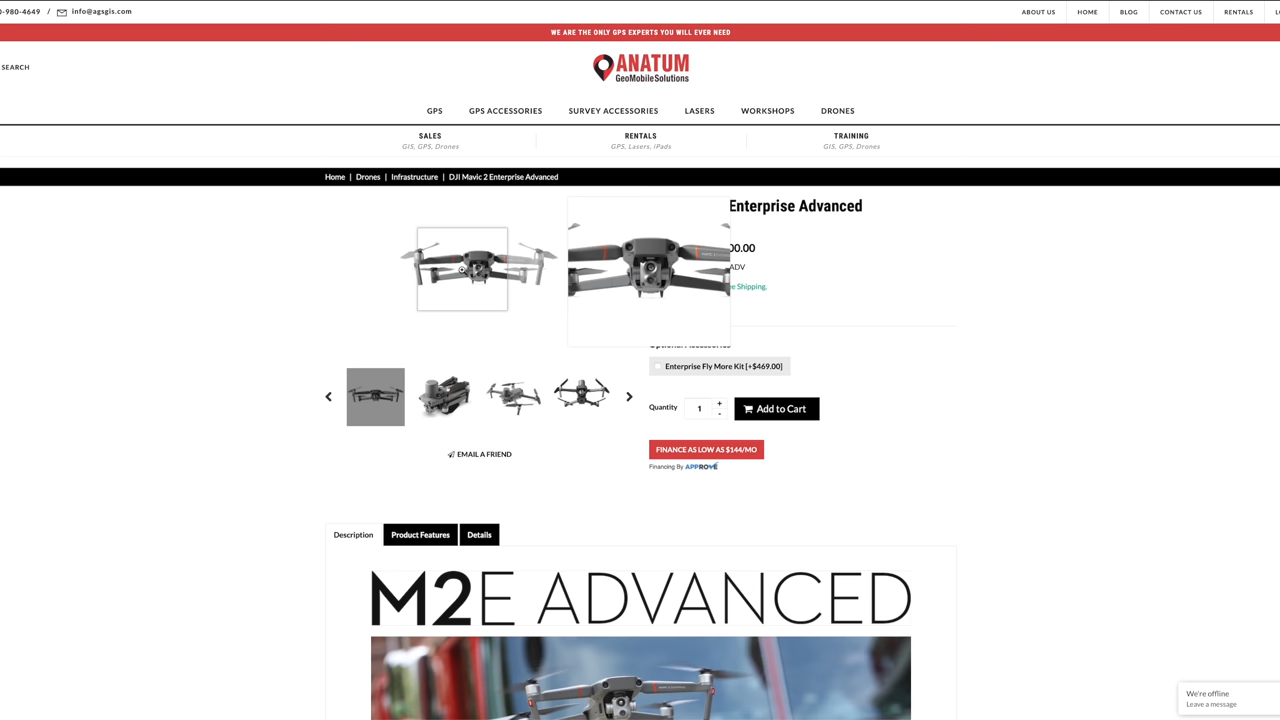 0-980-4649 / info@agsgis.com
ABOUT US HOME BLOG CONTACT US RENTALS
WE ARE THE ONLY GPS EXPERTS YOU WILL EVER NEED
SEARCH
ANATUM
GeoMobileSolutions
GPS GPS ACCESSORIES SURVEY ACCESSORIES LASERS WORKSHOPS DRONES
SALES
GIS, GPS, Drones
RENTALS
GPS, Lasers, iPads
TRAINING
GIS, GPS, Drones
Home | Drones | Infrastructure | DJI Mavic 2 Enterprise Advanced
Enterprise Advanced
00.00
ADV
Shipping.
Optional Accessories
Enterprise Fly More Kit [+$469.00]
Quantity 1 + - Add to Cart
EMAIL A FRIEND
FINANCE AS LOW AS $144/MO
Financing By APPROVE
Description Product Features Details
M2E ADVANCED
We're offline
Leave a message